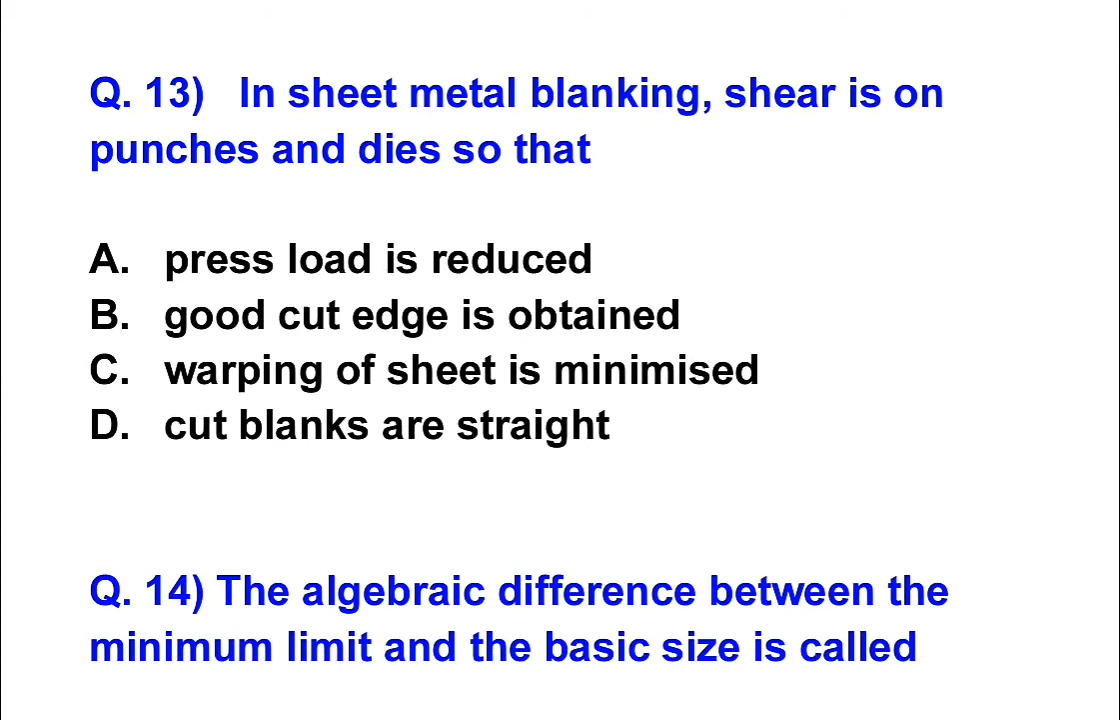 Q. 13) In sheet metal blanking, shear is on
punches and dies so that
A. press load is reduced
B. good cut edge is obtained
C. warping of sheet is minimised
D. cut blanks are straight
Q. 14) The algebraic difference between the
minimum limit and the basic size is called